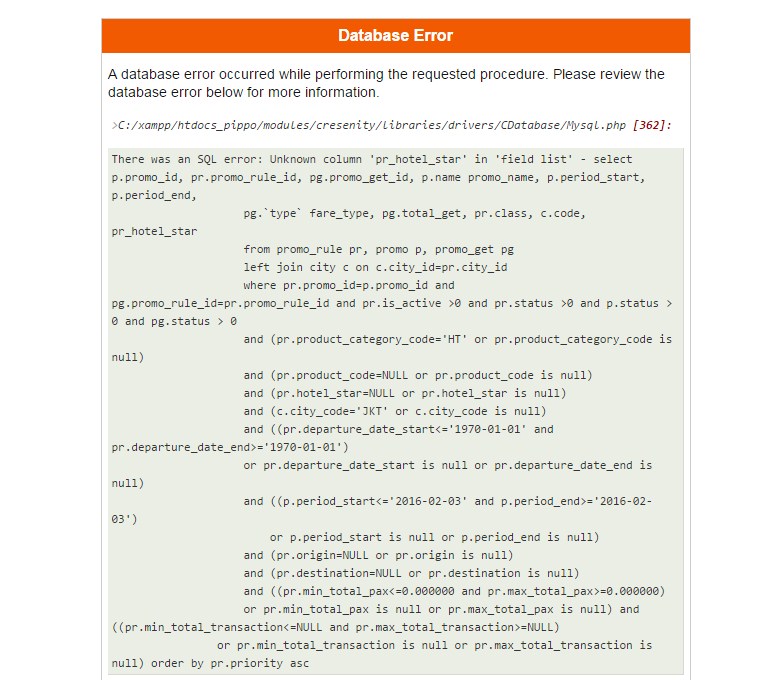 Database Error
A database error occurred while performing the requested procedure. Please review the
database error below for more information.
>C:/xampp/htdocs_pippo/modules/cresenity/libraries/drivers/CDatabase/Mysql.php [362]:
There was an SQL error: Unknown column 'pr_hotel_star' in 'field list' - select
p.promo_id, pr.promo_rule_id, pg.promo_get_id, p.name promo_name, p.period_start,
p.period_end,
pg.`type` fare_type, pg.total_get, pr.class, c.code,
pr_hotel_star
from promo_rule pr, promo p, promo_get pg
left join city c on c.city_id=pr.city_id
where pr.promo_id=p.promo_id and
pg.promo_rule_id=pr.promo_rule_id and pr.is_active >0 and pr.status >0 and p.status >
0 and pg.status > 0
and (pr.product_category_code='HT' or pr.product_category_code is
null)
and (pr.product_code=NULL or pr.product_code is null)
and (pr.hotel_star=NULL or pr.hotel_star is null)
and (c.city_code='JKT' or c.city_code is null)
and ((pr.departure_date_start<='1970-01-01' and
pr.departure_date_end>='1970-01-01')
or pr.departure_date_start is null or pr.departure_date_end is
null)
and ((p.period_start<='2016-02-03' and p.period_end>='2016-02-
03')
or p.period_start is null or p.period_end is null)
and (pr.origin=NULL or pr.origin is null)
and (pr.destination=NULL or pr.destination is null)
and ((pr.min_total_pax<=0.000000 and pr.max_total_pax>=0.000000)
or pr.min_total_pax is null or pr.max_total_pax is null) and
((pr.min_total_transaction<=NULL and pr.max_total_transaction>=NULL)
or pr.min_total_transaction is null or pr.max_total_transaction is
null) order by pr.priority asc